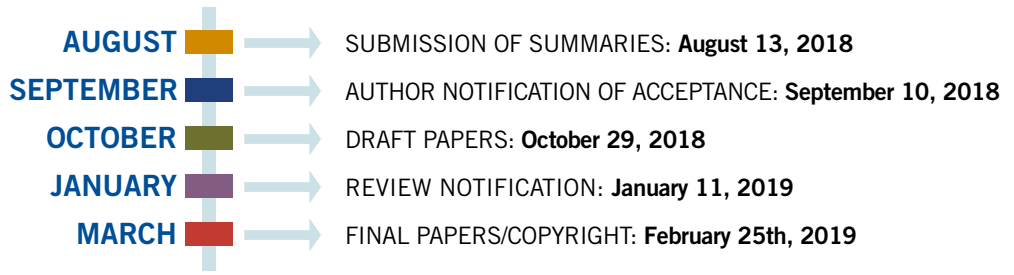 AUGUST SUBMISSION OF SUMMARIES: August 13, 2018
SEPTEMBER AUTHOR NOTIFICATION OF ACCEPTANCE: September 10, 2018
OCTOBER DRAFT PAPERS: October 29, 2018
JANUARY REVIEW NOTIFICATION: January 11, 2019
MARCH FINAL PAPERS/COPYRIGHT: February 25th, 2019